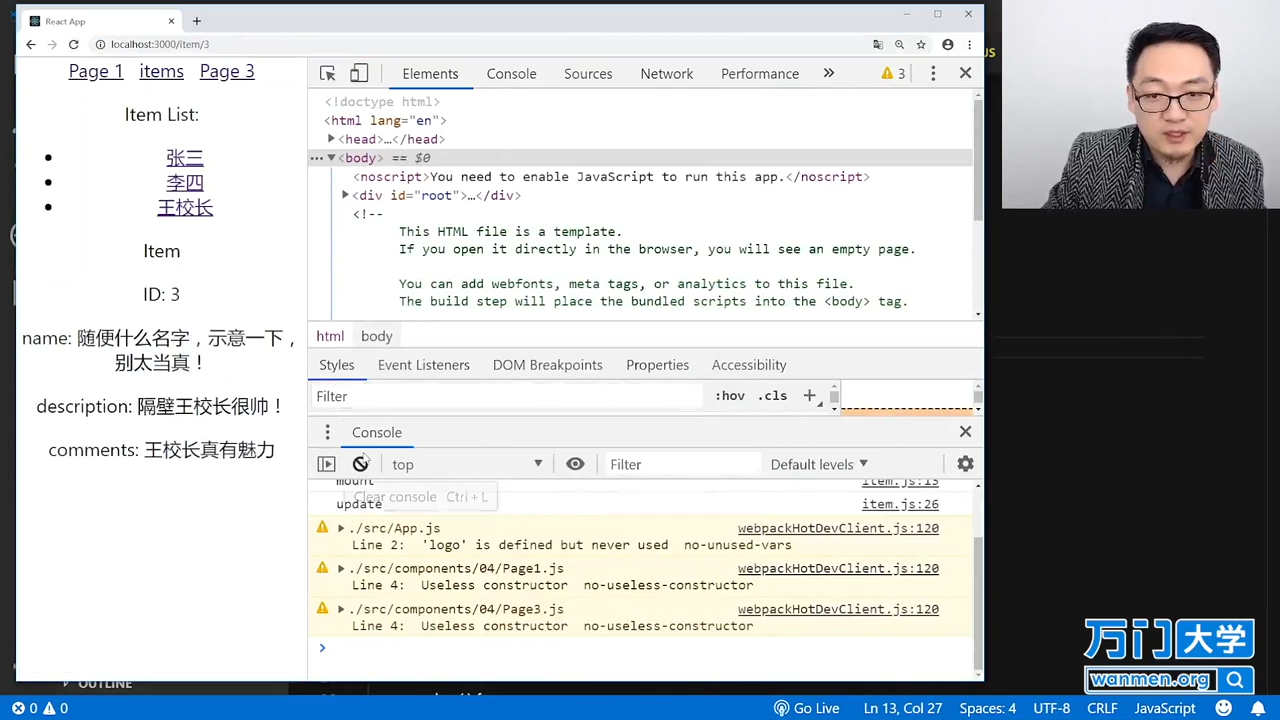 React App
localhost:3000/item/3
Page 1 items Page 3
Item List:
张三
李四
王校长
Item
ID: 3
name: 随便什么名字，示意一下，
别太当真！
description: 隔壁王校长很帅！
comments: 王校长真有魅力
Elements Console Sources Network Performance » 3
<!doctype html>
<html lang="en">
<head>…</head>
<body> == $0
<noscript>You need to enable JavaScript to run this app.</noscript>
<div id="root">…</div>
<!--
This HTML file is a template.
If you open it directly in the browser, you will see an empty page.
You can add webfonts, meta tags, or analytics to this file.
The build step will place the bundled scripts into the <body> tag.
html body
Styles Event Listeners DOM Breakpoints Properties Accessibility
Filter :hov .cls +
Console
top Filter Default levels
mount item.js:13
Clear console Ctrl + L
update item.js:26
./src/App.js webpackHotDevClient.js:120
Line 2: 'logo' is defined but never used no-unused-vars
./src/components/04/Page1.js webpackHotDevClient.js:120
Line 4: Useless constructor no-useless-constructor
./src/components/04/Page3.js webpackHotDevClient.js:120
Line 4: Useless constructor no-useless-constructor
JS
万门大学
wanmen.org
OUTLINE
0 0 Go Live Ln 13, Col 27 Spaces: 4 UTF-8 CRLF JavaScript